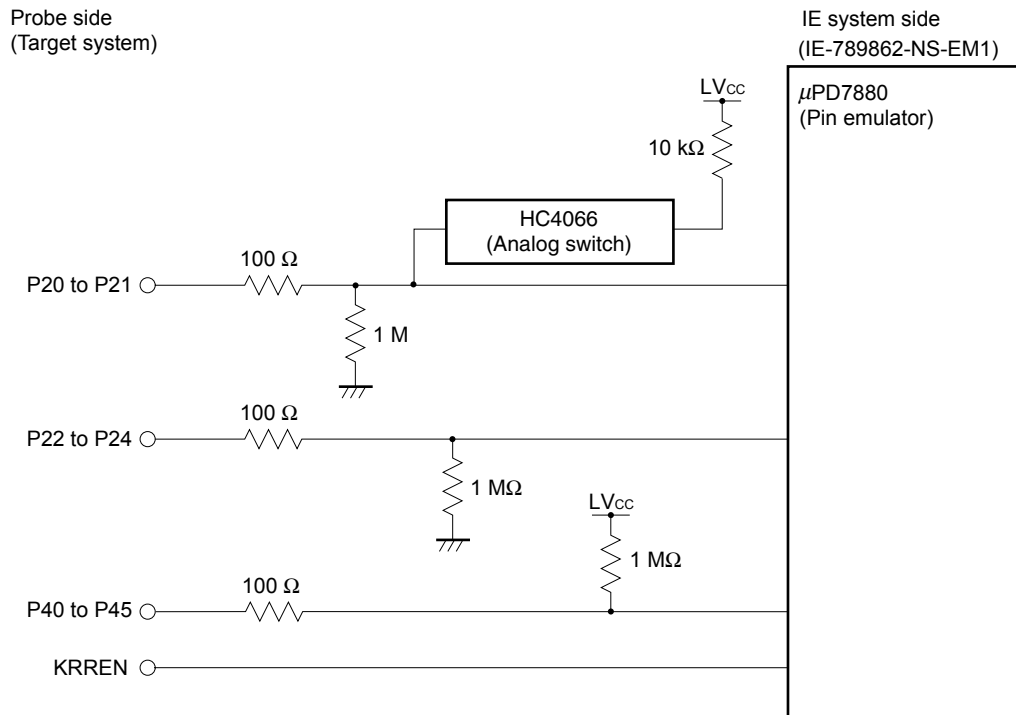 Probe side
(Target system)
IE system side
(IE-789862-NS-EM1)
μPD7880
(Pin emulator)
LVCC
10 kΩ
HC4066
(Analog switch)
100 Ω
P20 to P21
1 M
100 Ω
P22 to P24
1 MΩ
LVCC
1 MΩ
100 Ω
P40 to P45
KRREN